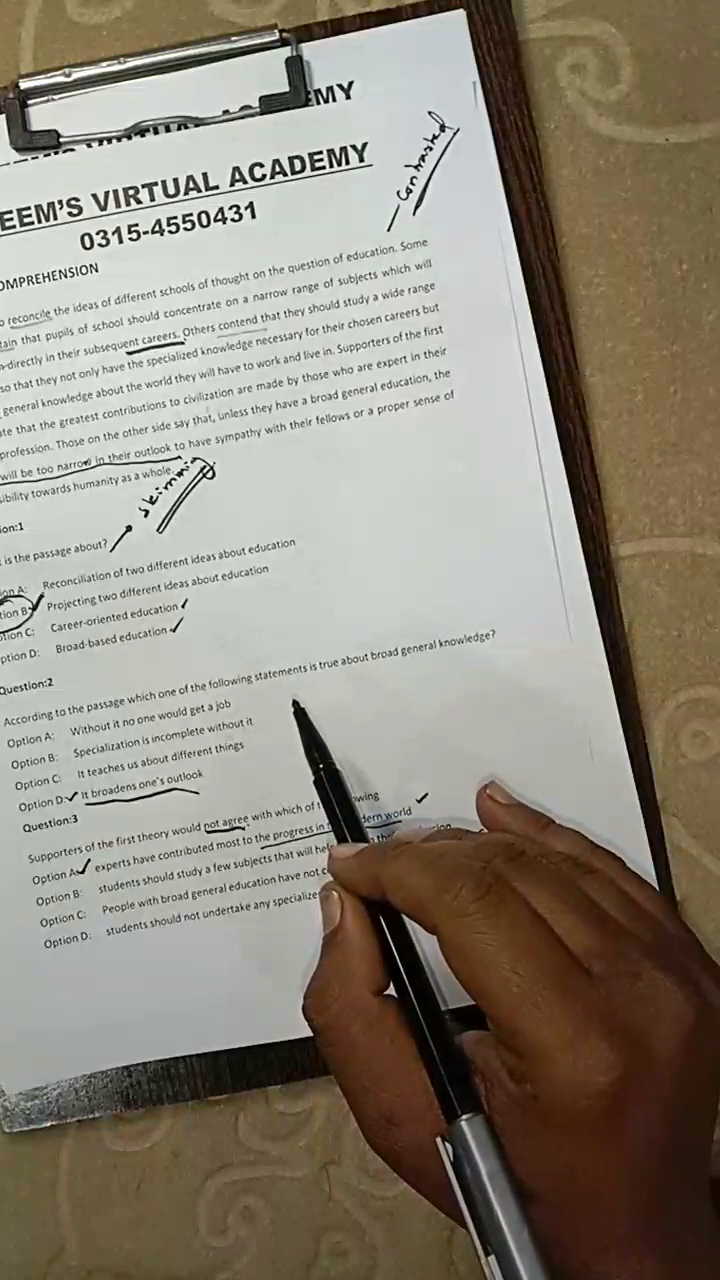 EMY
EEM'S VIRTUAL ACADEMY
0315-4550431
Contrasted
OMPREHENSION
o reconcile the ideas of different schools of thought on the question of education. Some
tain that pupils of school should concentrate on a narrow range of subjects which will
directly in their subsequent careers. Others contend that they should study a wide range
so that they not only have the specialized knowledge necessary for their chosen careers but
general knowledge about the world they will have to work and live in. Supporters of the first
ate that the greatest contributions to civilization are made by those who are expert in their
profession. Those on the other side say that, unless they have a broad general education, the
will be too narrow in their outlook to have sympathy with their fellows or a proper sense of
sibility towards humanity as a whole.
skimming
ion:1
is the passage about?
ion A: Reconciliation of two different ideas about education
tion B: Projecting two different ideas about education
ption C: Career-oriented education
ption D: Broad-based education
Question:2
According to the passage which one of the following statements is true about broad general knowledge?
Option A: Without it no one would get a job
Option B: Specialization is incomplete without it
Option C: It teaches us about different things
Option D: It broadens one's outlook
Question:3
Supporters of the first theory would not agree with which of t owing
Option A: experts have contributed most to the progress in dern world
Option B: students should study a few subjects that will hel
Option C: People with broad general education have not c
Option D: students should not undertake any specialize